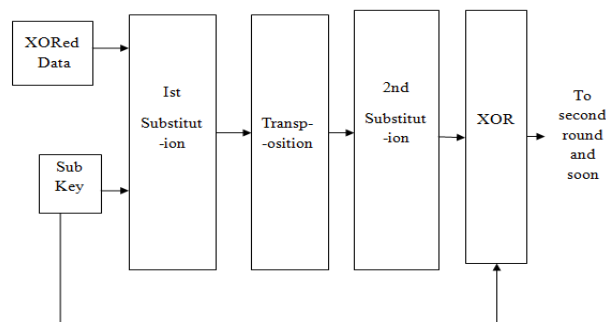 XORed
Data
Sub
Key
Ist
Substitut
-ion
Transp-
-osition
2nd
Substitut
-ion
XOR
To
second
round
and
soon